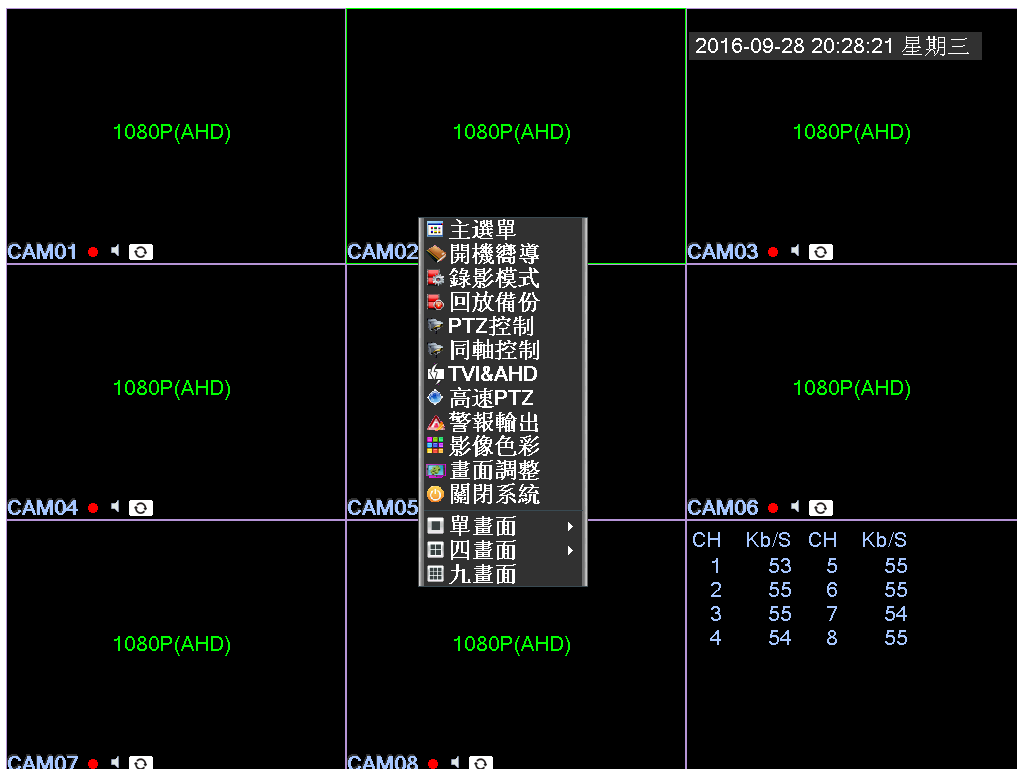 2016-09-28 20:28:21 星期三
1080P(AHD)
1080P(AHD)
1080P(AHD)
CAM01
CAM02
CAM03
主選單
開機嚮導
錄影模式
回放備份
PTZ控制
同軸控制
TVI&AHD
高速PTZ
警報輸出
影像色彩
畫面調整
關閉系統
單畫面
四畫面
九畫面
1080P(AHD)
1080P(AHD)
CAM04
CAM05
CAM06
1080P(AHD)
1080P(AHD)
CH Kb/S CH Kb/S
1 53 5 55
2 55 6 55
3 55 7 54
4 54 8 55
CAM07
CAM08